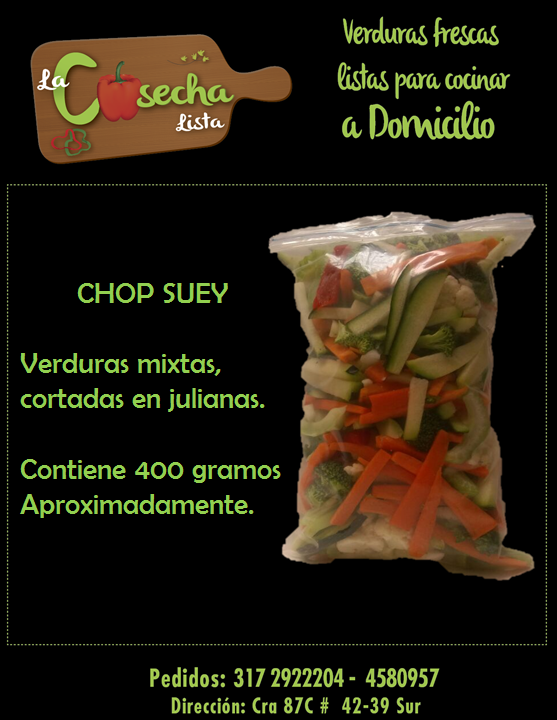 La Cosecha
Lista
Verduras frescas
listas para cocinar
a Domicilio
CHOP SUEY
Verduras mixtas,
cortadas en julianas.
Contiene 400 gramos
Aproximadamente.
Pedidos: 317 2922204 - 4580957
Dirección: Cra 87C # 42-39 Sur